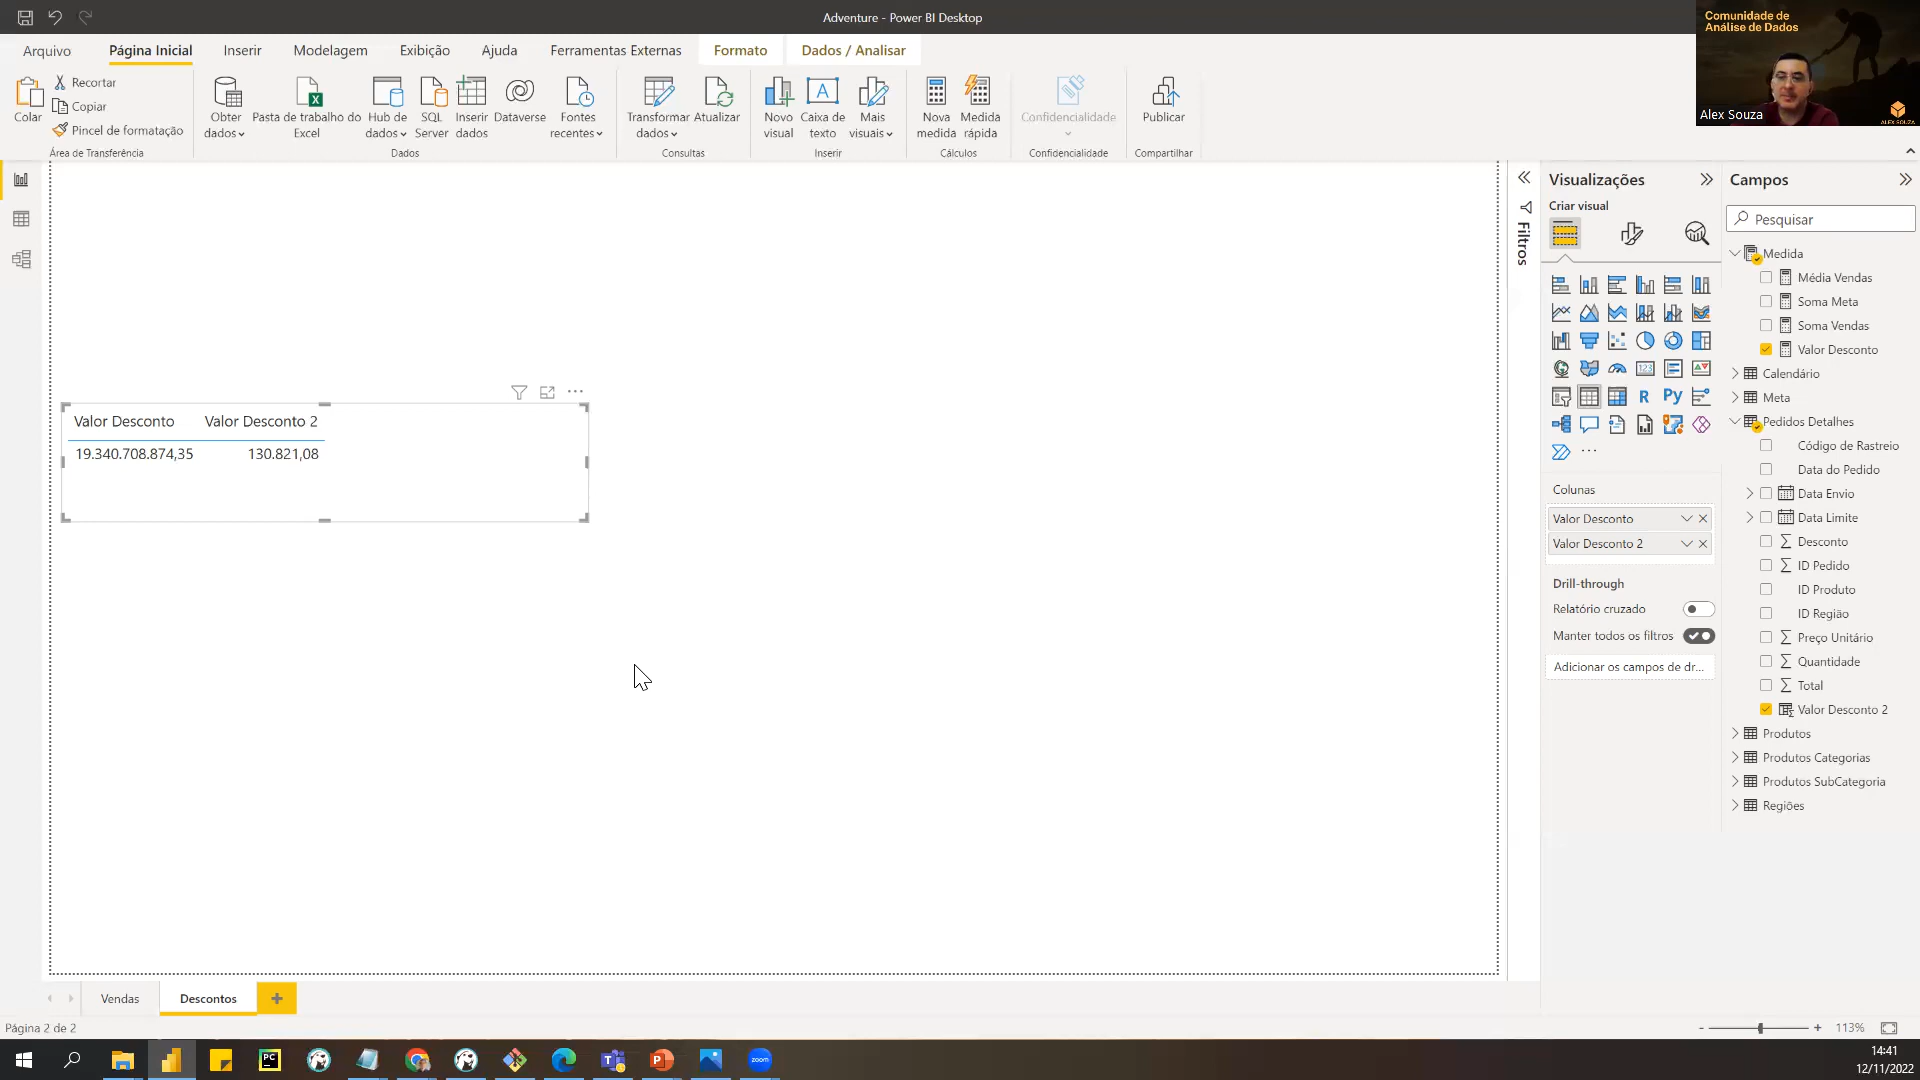 Adventure - Power BI Desktop
Comunidade de
Análise de Dados
Alex Souza
ALEX SOUZA
Arquivo
Página Inicial
Inserir
Modelagem
Exibição
Ajuda
Ferramentas Externas
Formato
Dados / Analisar
Colar
Recortar
Copiar
Pincel de formatação
Área de Transferência
Obter
dados
Pasta de trabalho do
Excel
Hub de
dados
SQL
Server
Inserir
dados
Dataverse
Fontes
recentes
Dados
Transformar
dados
Atualizar
Consultas
Novo
visual
Caixa de
texto
Mais
visuais
Inserir
Nova
medida
Medida
rápida
Cálculos
Confidencialidade
Confidencialidade
Publicar
Compartilhar
Valor Desconto Valor Desconto 2
19.340.708.874,35 130.821,08
Filtros
Visualizações
Criar visual
123
R
Py
Colunas
Valor Desconto
Valor Desconto 2
Drill-through
Relatório cruzado
Manter todos os filtros
Adicionar os campos de dr...
Campos
Pesquisar
Medida
Média Vendas
Soma Meta
Soma Vendas
Valor Desconto
Calendário
Meta
Pedidos Detalhes
Código de Rastreio
Data do Pedido
Data Envio
Data Limite
Desconto
ID Pedido
ID Produto
ID Região
Preço Unitário
Quantidade
Total
Valor Desconto 2
Produtos
Produtos Categorias
Produtos SubCategoria
Regiões
Vendas
Descontos
Página 2 de 2
- + 113%
PC
zoom
14:41
12/11/2022